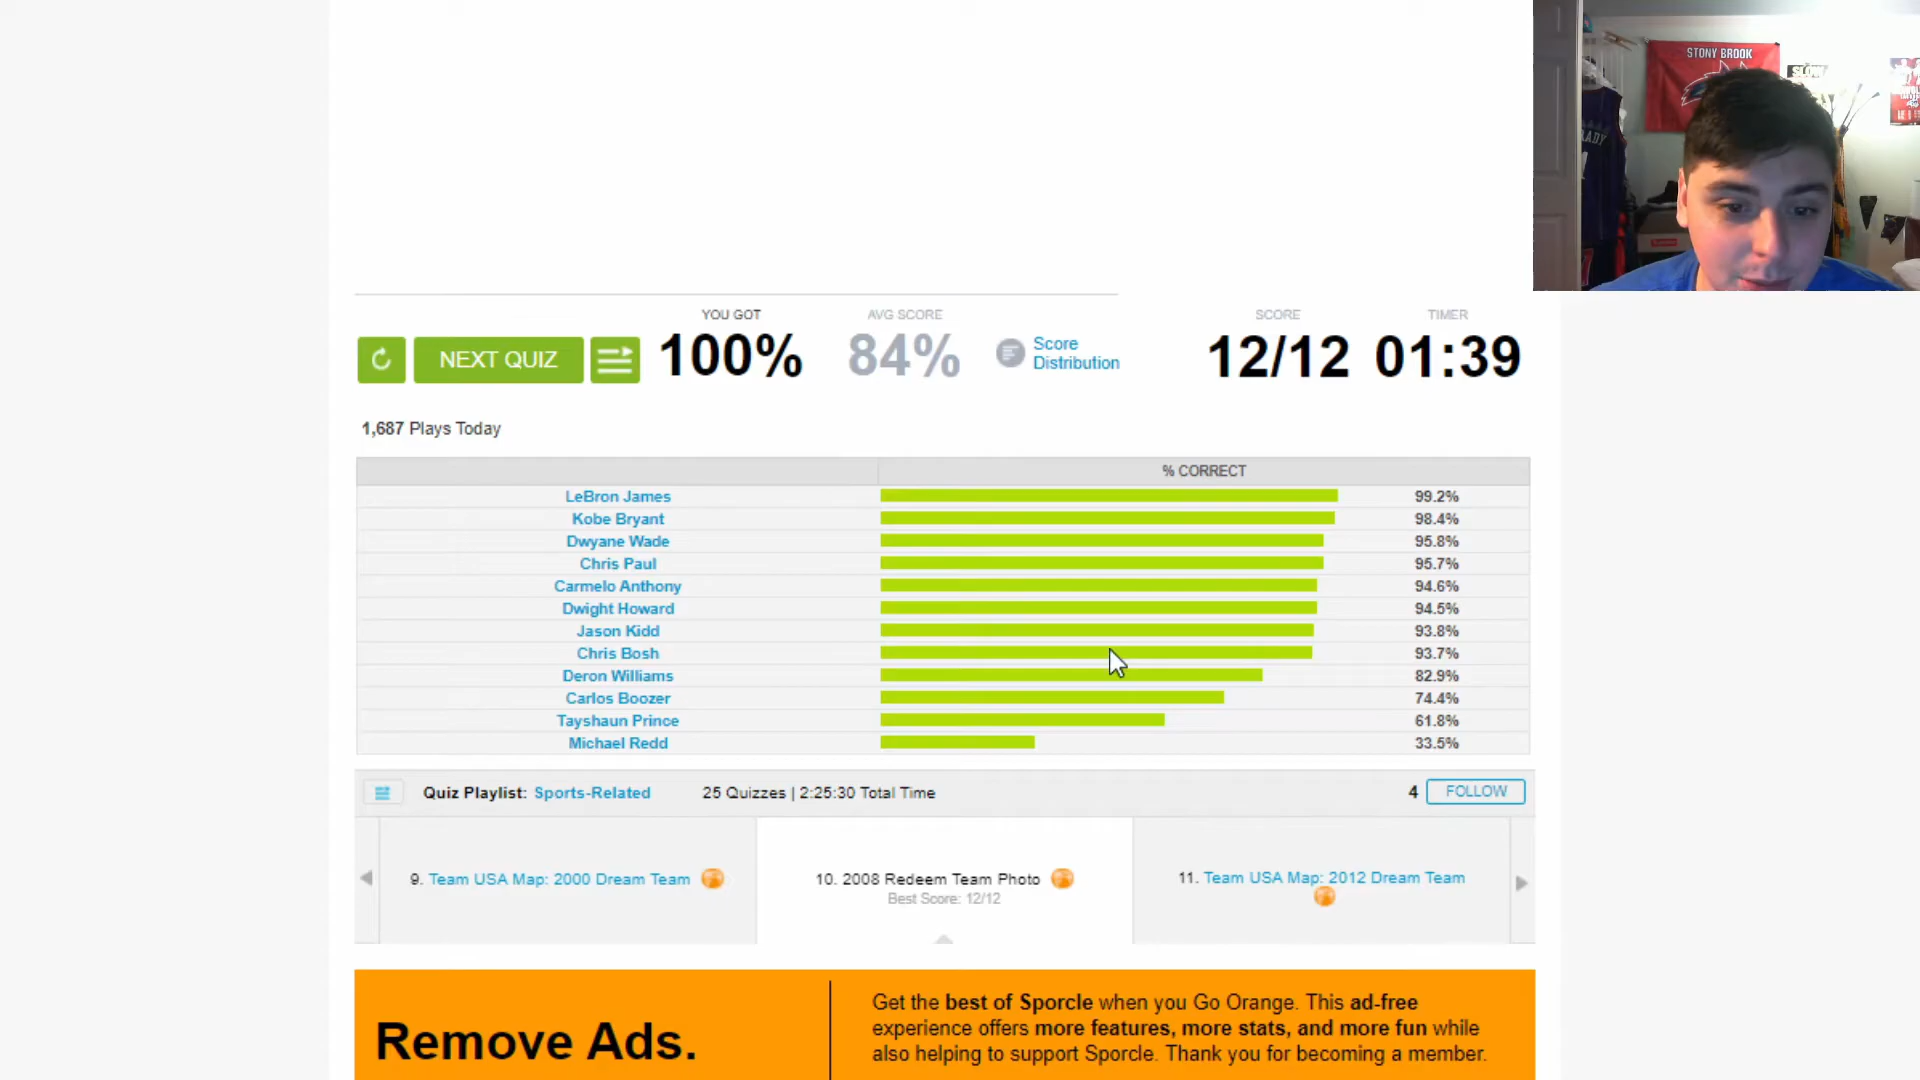 STONY BROOK
SLOW
RADY
YOU GOT
AVG SCORE
SCORE
TIMER
NEXT QUIZ
100%
84%
Score
Distribution
12/12
01:39
1,687 Plays Today
% CORRECT
LeBron James 99.2%
Kobe Bryant 98.4%
Dwyane Wade 95.8%
Chris Paul 95.7%
Carmelo Anthony 94.6%
Dwight Howard 94.5%
Jason Kidd 93.8%
Chris Bosh 93.7%
Deron Williams 82.9%
Carlos Boozer 74.4%
Tayshaun Prince 61.8%
Michael Redd 33.5%
Quiz Playlist: Sports-Related 25 Quizzes | 2:25:30 Total Time 4 FOLLOW
9. Team USA Map: 2000 Dream Team
10. 2008 Redeem Team Photo
Best Score: 12/12
11. Team USA Map: 2012 Dream Team
Remove Ads.
Get the best of Sporcle when you Go Orange. This ad-free
experience offers more features, more stats, and more fun while
also helping to support Sporcle. Thank you for becoming a member.